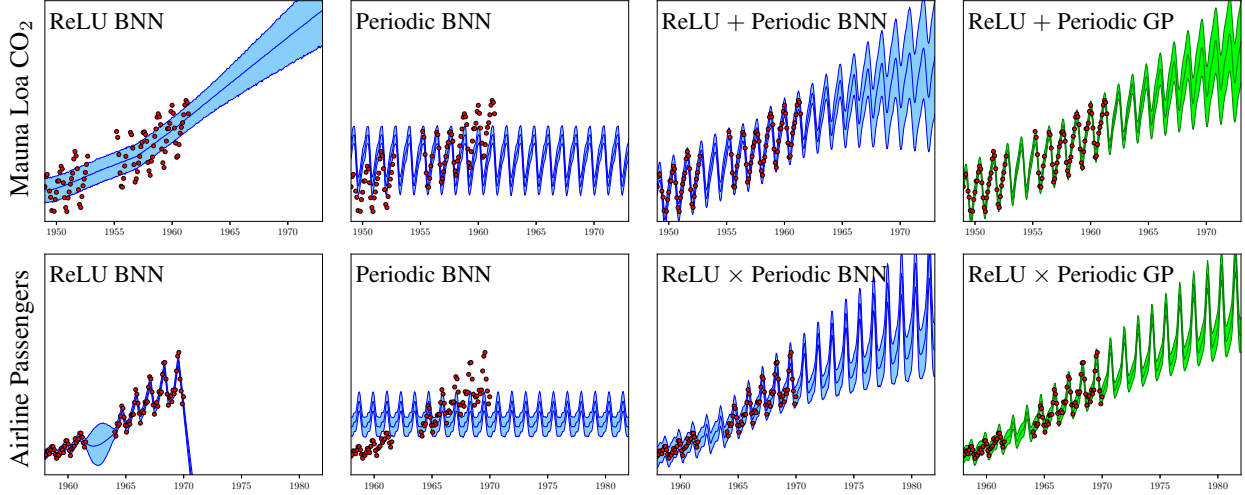 Mauna Loa CO₂
ReLU BNN
Periodic BNN
ReLU + Periodic BNN
ReLU + Periodic GP
1950 1955 1960 1965 1970
1950 1955 1960 1965 1970
1950 1955 1960 1965 1970
1950 1955 1960 1965 1970
Airline Passengers
ReLU BNN
Periodic BNN
ReLU × Periodic BNN
ReLU × Periodic GP
1960 1965 1970 1975 1980
1960 1965 1970 1975 1980
1960 1965 1970 1975 1980
1960 1965 1970 1975 1980